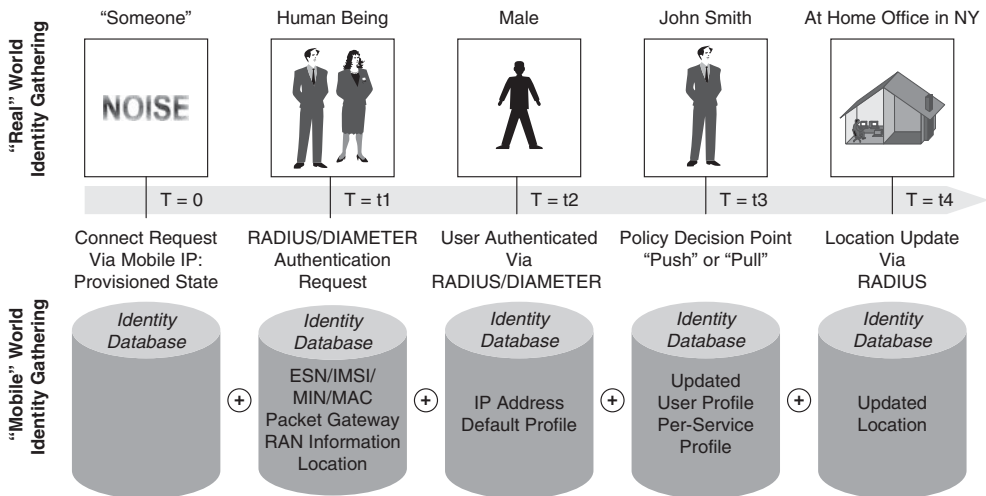 "Someone"
Human Being
Male
John Smith
At Home Office in NY
"Real" World
Identity Gathering
NOISE
T = 0
T = t1
T = t2
T = t3
T = t4
Connect Request
Via Mobile IP:
Provisioned State
RADIUS/DIAMETER
Authentication
Request
User Authenticated
Via
RADIUS/DIAMETER
Policy Decision Point
"Push" or "Pull"
Location Update
Via
RADIUS
"Mobile" World
Identity Gathering
Identity
Database
+
Identity
Database
ESN/IMSI/
MIN/MAC
Packet Gateway
RAN Information
Location
+
Identity
Database
IP Address
Default Profile
+
Identity
Database
Updated
User Profile
Per-Service
Profile
+
Identity
Database
Updated
Location